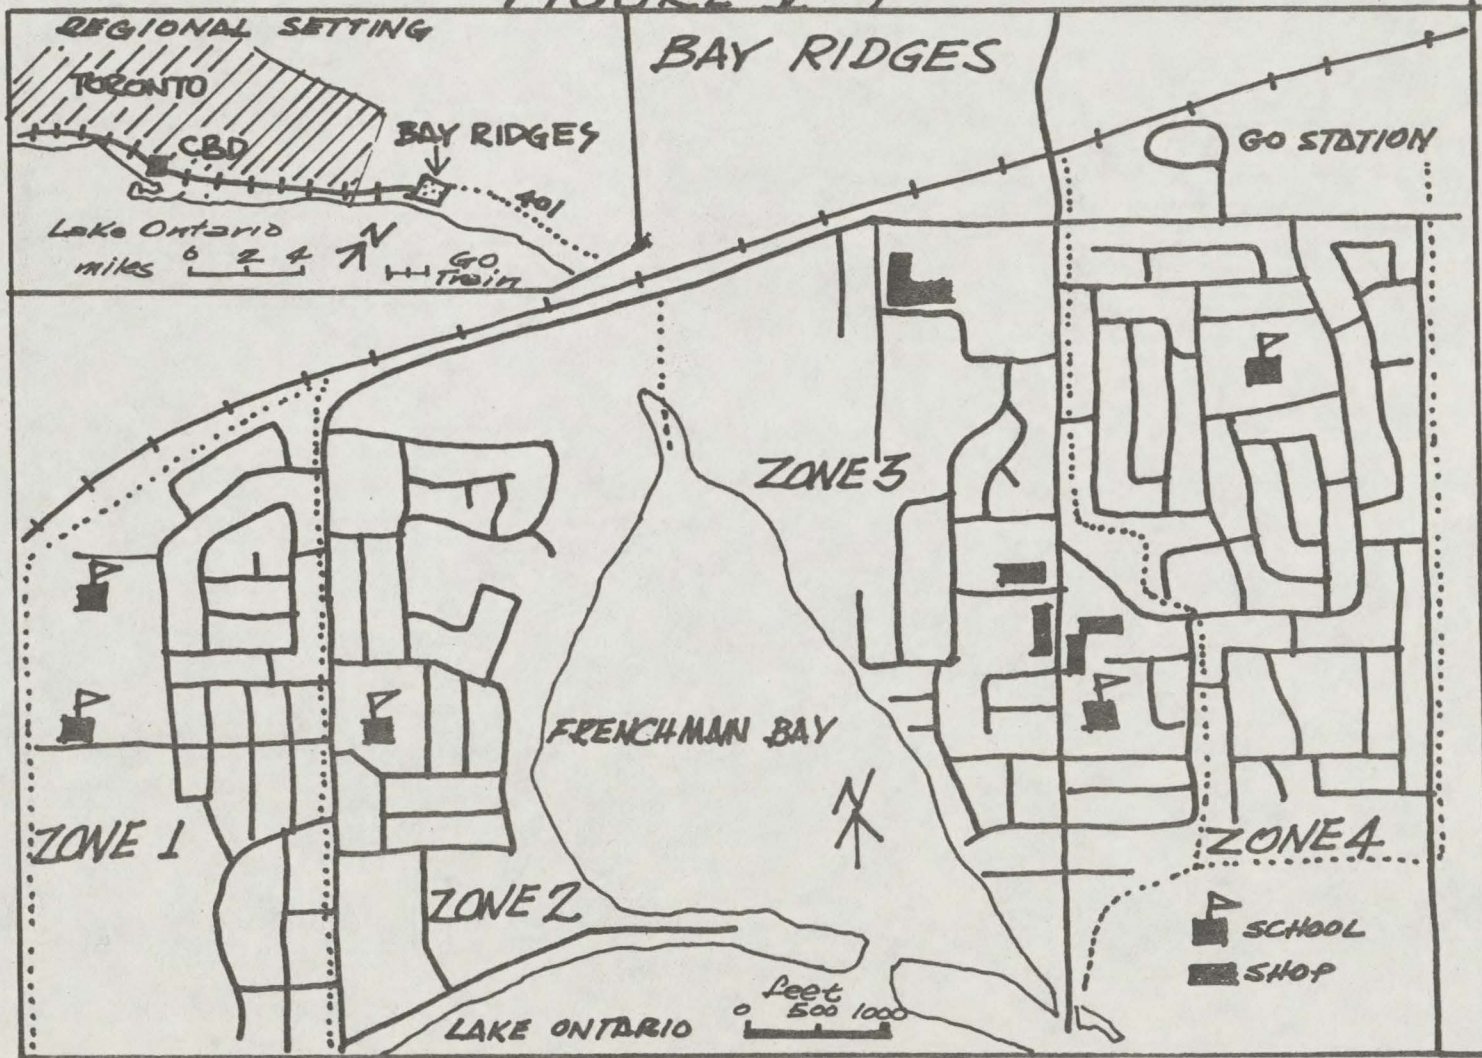 REGIONAL SETTING
TORONTO
CBD
BAY RIDGES
401
Lake Ontario
N
miles 0 2 4
GO
Train
BAY RIDGES
GO STATION
ZONE 3
FRENCHMAN BAY
N
ZONE 1
ZONE 2
ZONE 4
SCHOOL
SHOP
feet
0 500 1000
LAKE ONTARIO